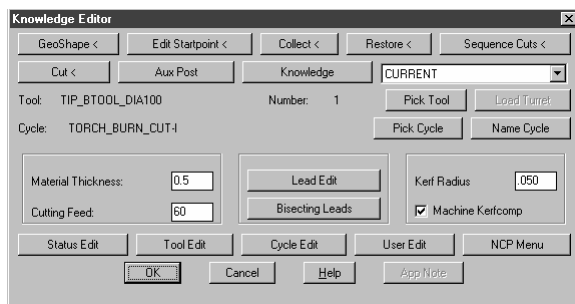 Knowledge Editor
GeoShape < Edit Startpoint < Collect < Restore < Sequence Cuts <
Cut < Aux Post Knowledge CURRENT
Tool: TIP_BTOOL_DIA100 Number: 1 Pick Tool Load Turret
Cycle: TORCH_BURN_CUT-I Pick Cycle Name Cycle
Material Thickness: 0.5 Lead Edit Kerf Radius .050
Cutting Feed: 60 Bisecting Leads Machine Kerfcomp
Status Edit Tool Edit Cycle Edit User Edit NCP Menu
OK Cancel Help App Note